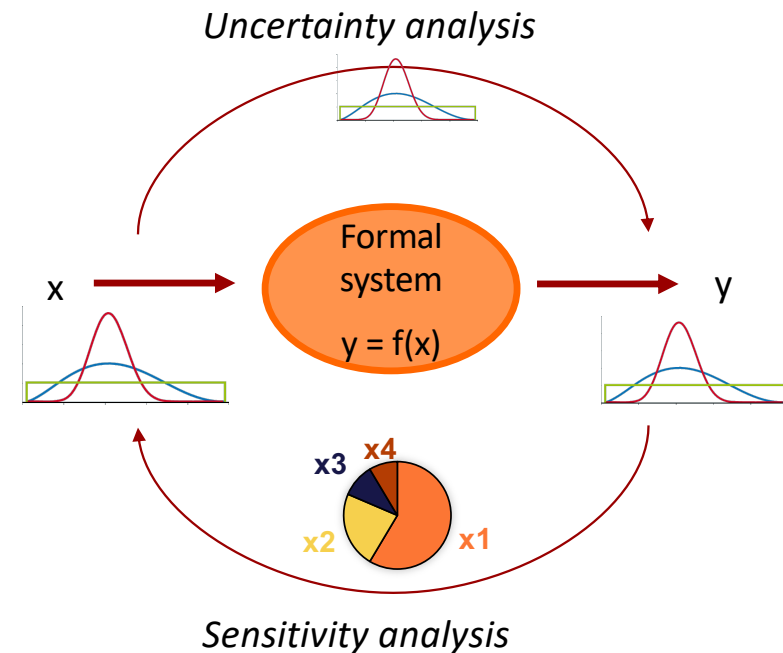 Uncertainty analysis
Formal
system
x
y
y = f(x)
x4
x3
x2
x1
Sensitivity analysis